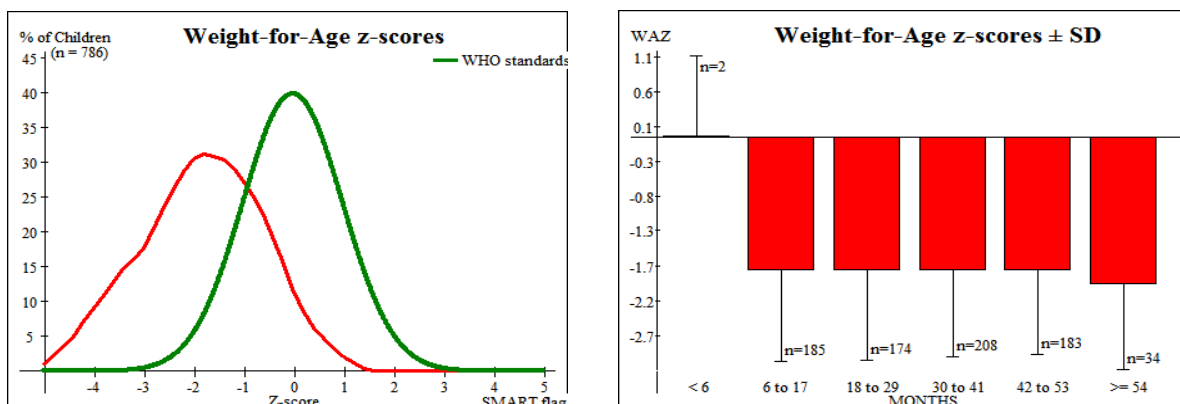 % of Children
(n = 786)
Weight-for-Age z-scores
WHO standards
45
40
35
30
25
20
15
10
5
-4 -3 -2 -1 0 1 2 3 4 5
Z-score
SMART flag
WAZ
Weight-for-Age z-scores ± SD
1.1
0.6
0.1
-0.3
-0.8
-1.3
-1.7
-2.2
-2.7
n=2
n=185
n=174
n=208
n=183
n=34
< 6 6 to 17 18 to 29 30 to 41 42 to 53 >= 54
MONTHS